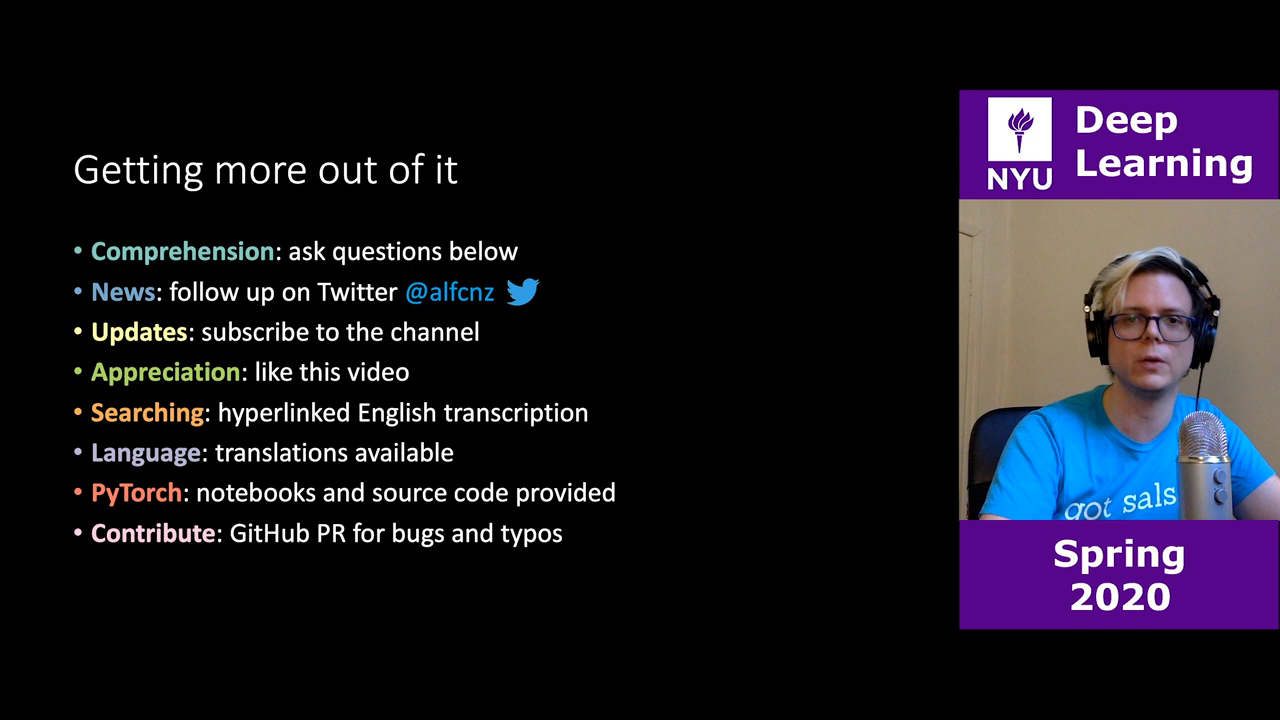 Getting more out of it
• Comprehension: ask questions below
• News: follow up on Twitter @alfcnz
• Updates: subscribe to the channel
• Appreciation: like this video
• Searching: hyperlinked English transcription
• Language: translations available
• PyTorch: notebooks and source code provided
• Contribute: GitHub PR for bugs and typos
NYU
Deep
Learning
got sals
Spring
2020